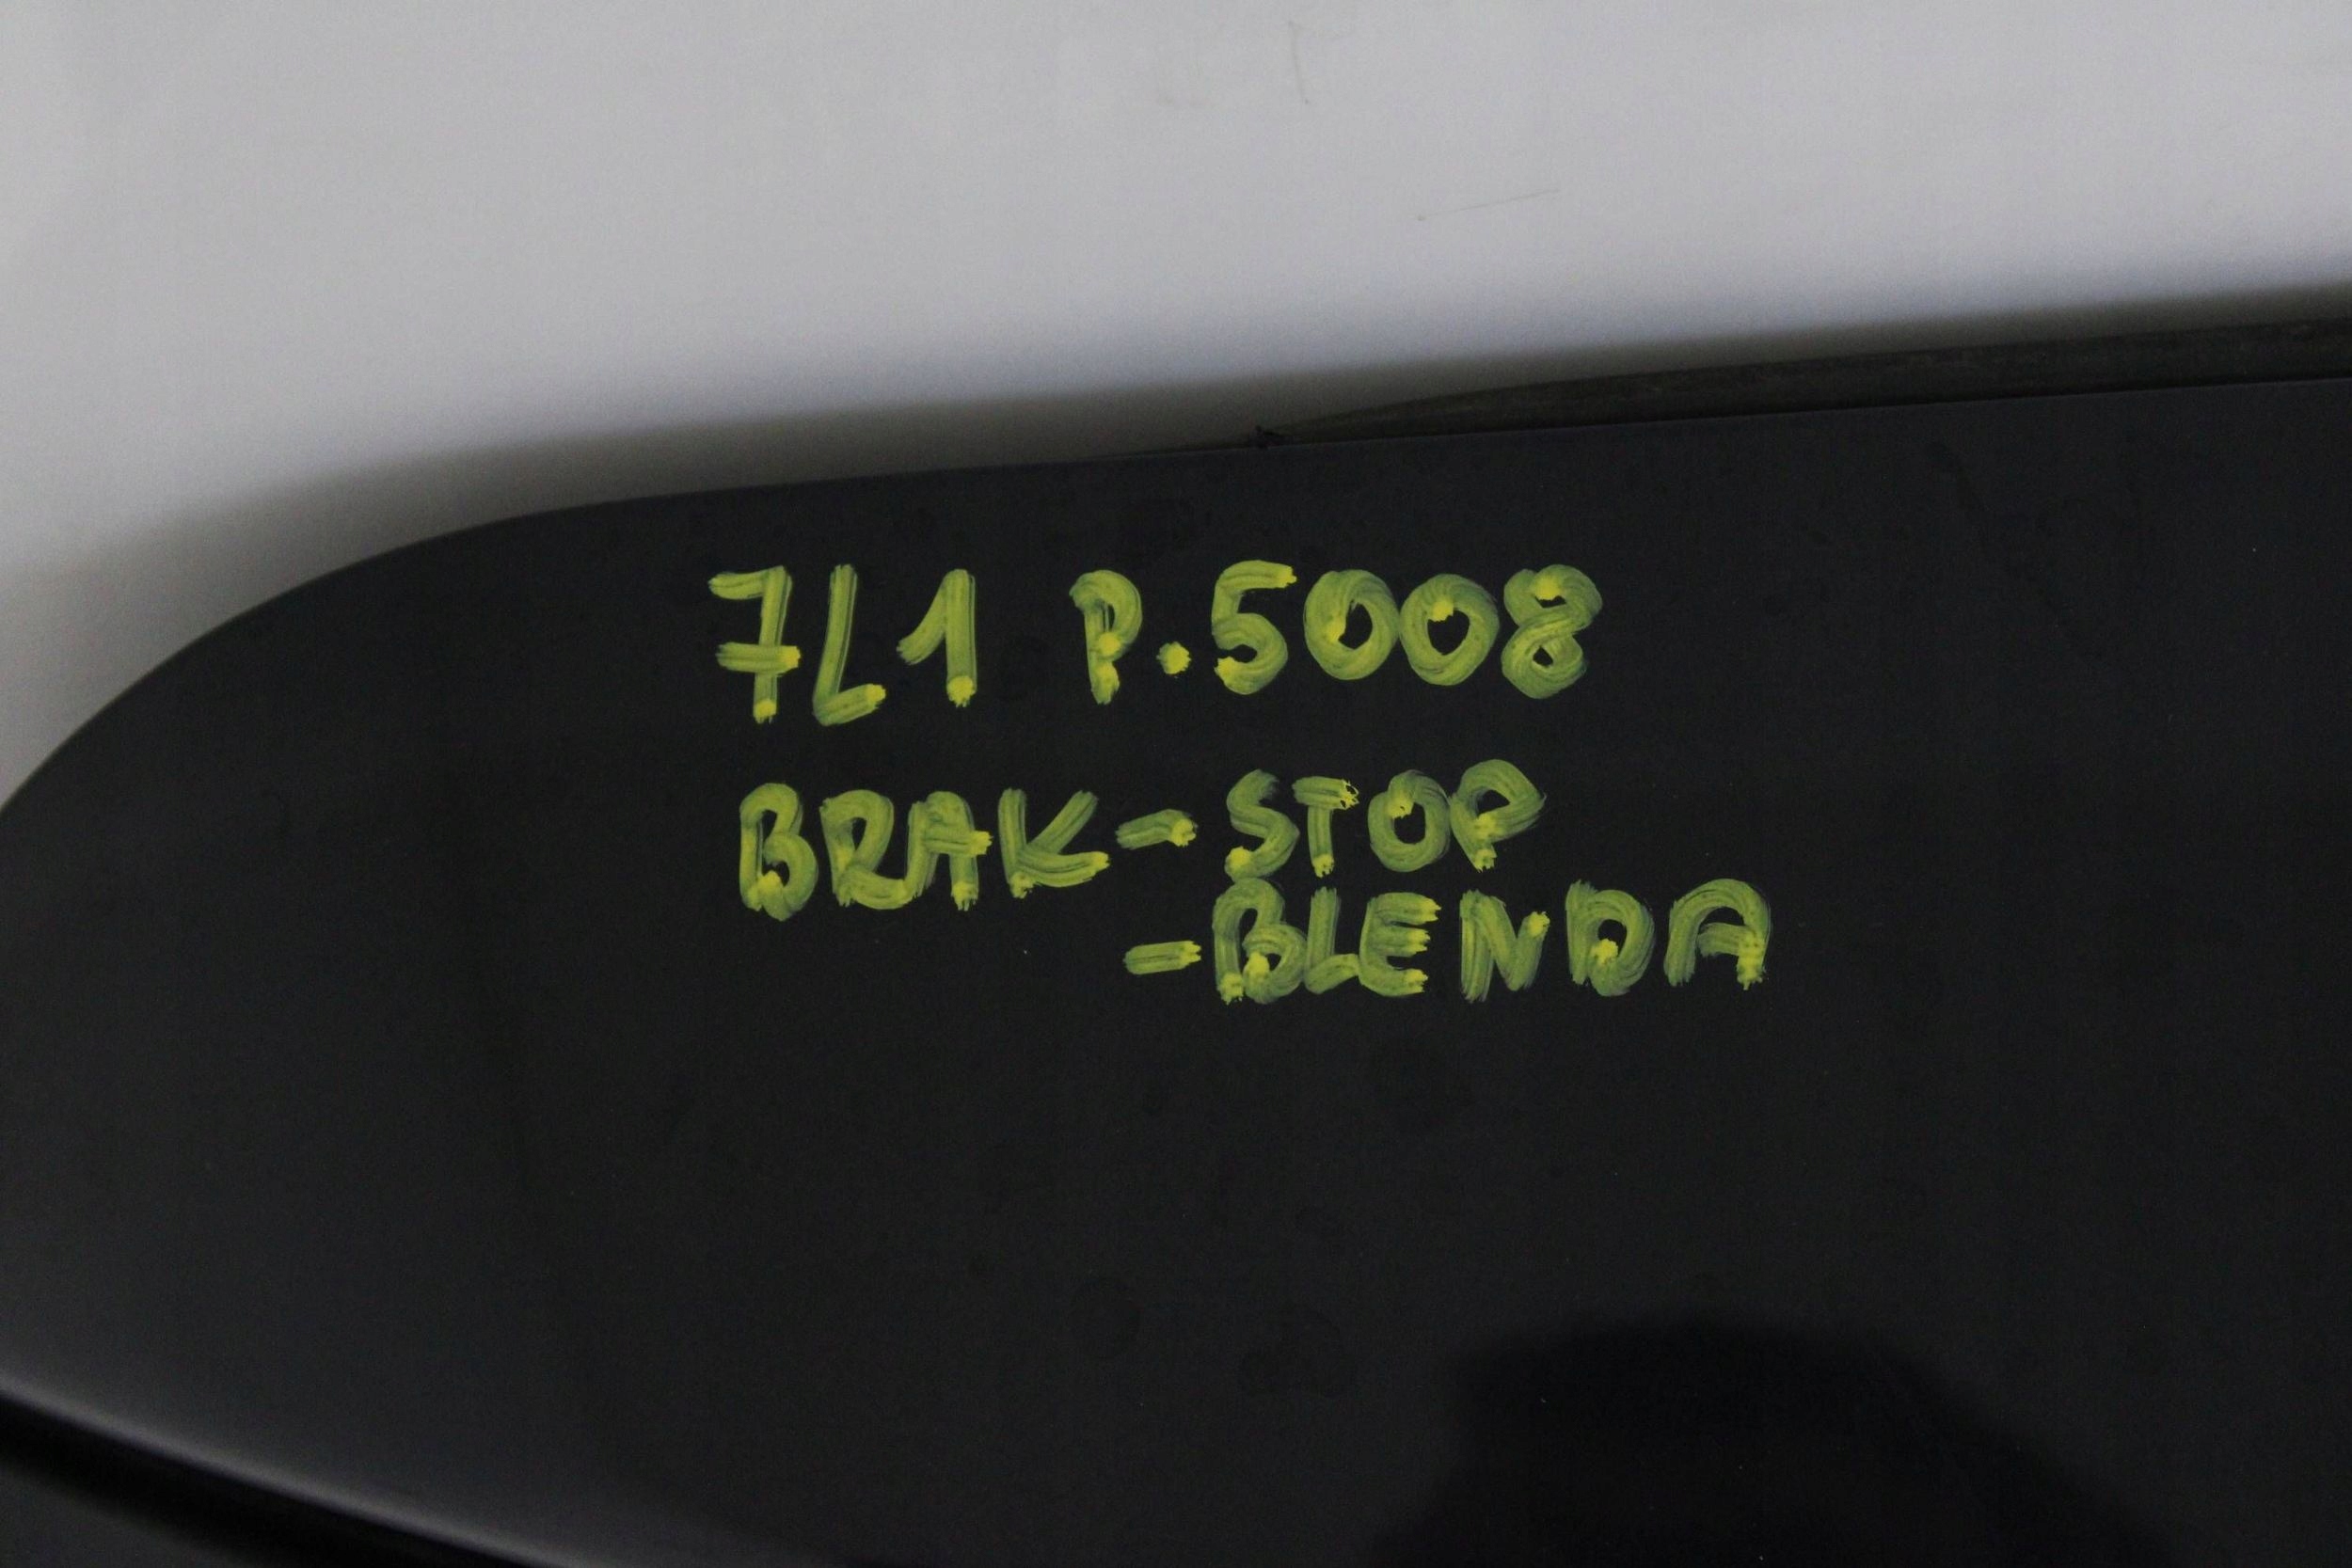 7L1 P.5008
BRAK-STOP
-BLENDA